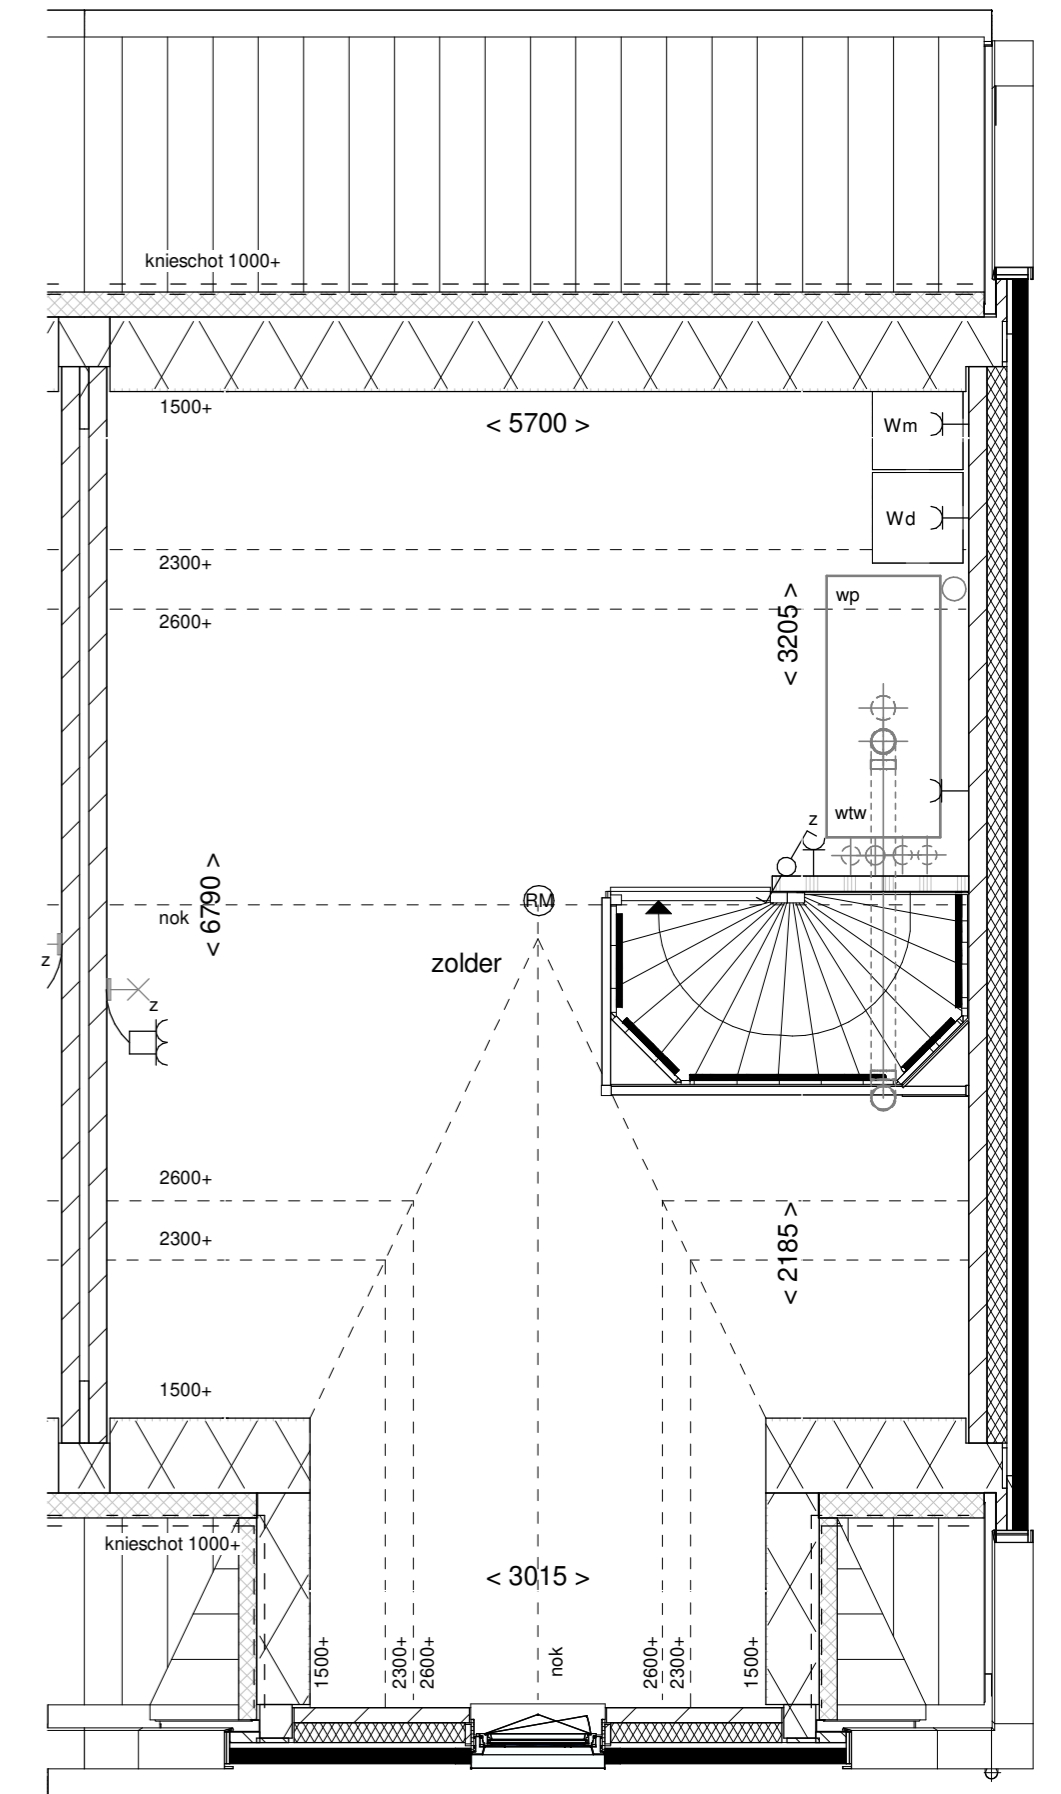 knieschot 1000+
1500+
< 5700 >
Wm
Wd
2300+
2600+
< 3205 >
wp
wtw
z
< 6790 >
nok
RM
zolder
z
z
2600+
2300+
< 2185 >
1500+
knieschot 1000+
< 3015 >
1500+
2300+
2600+
nok
2600+
2300+
1500+